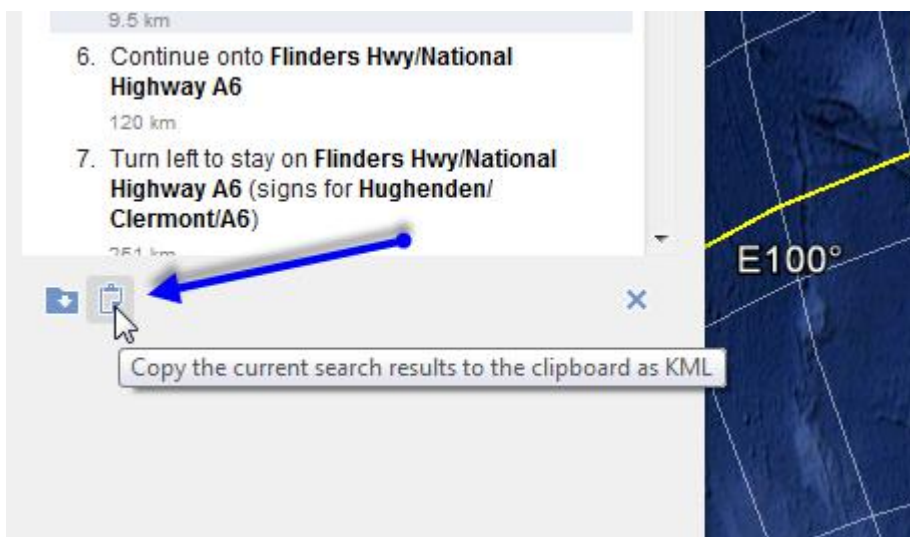 9.5 km
6. Continue onto Flinders Hwy/National
Highway A6
120 km
7. Turn left to stay on Flinders Hwy/National
Highway A6 (signs for Hughenden/
Clermont/A6)
251 km
E100°
Copy the current search results to the clipboard as KML